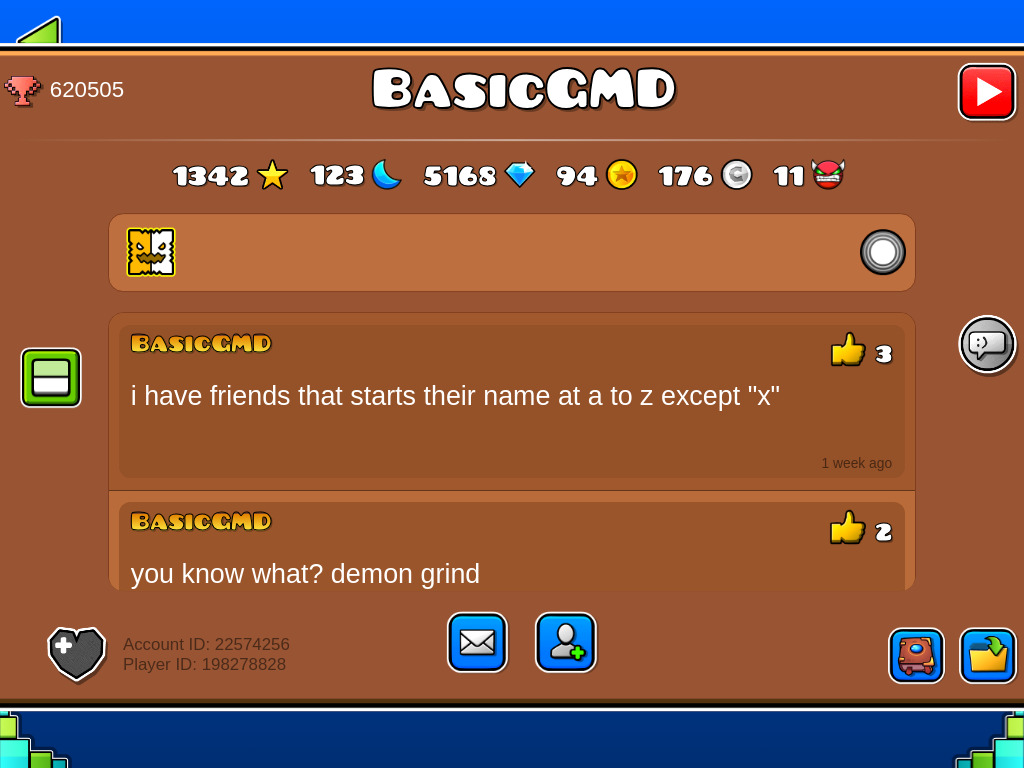 620505
BasicGMD
1342 123 5168 94 176 11
BasicGMD
3
i have friends that starts their name at a to z except "x"
1 week ago
BasicGMD
2
you know what? demon grind
Account ID: 22574256
Player ID: 198278828